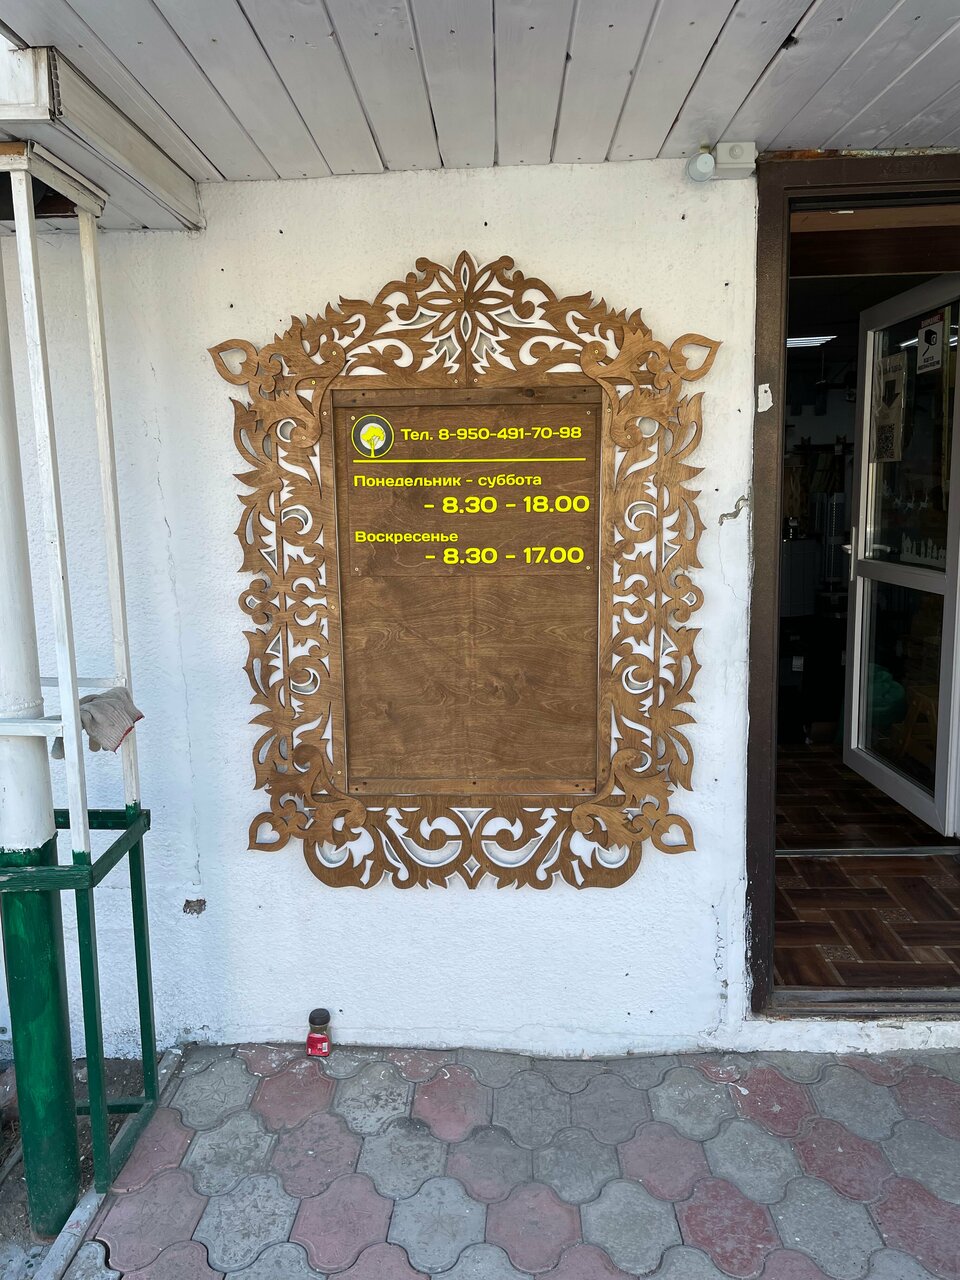 Тел. 8-950-491-70-98
Понедельник - суббота
- 8.30 - 18.00
Воскресенье
- 8.30 - 17.00